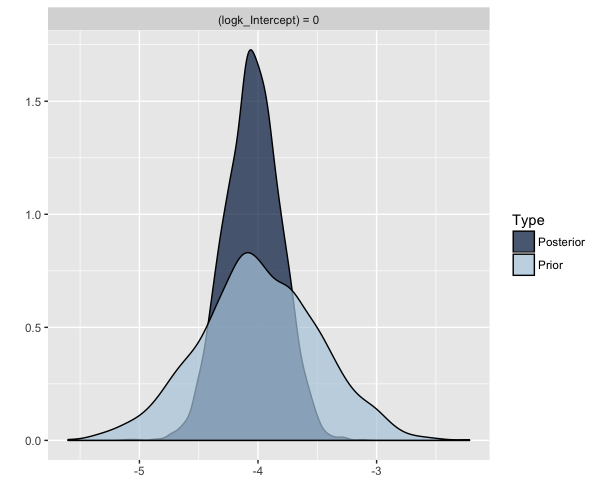 (logk_Intercept) = 0
1.5
1.0
0.5
0.0
-5
-4
-3
Type
Posterior
Prior